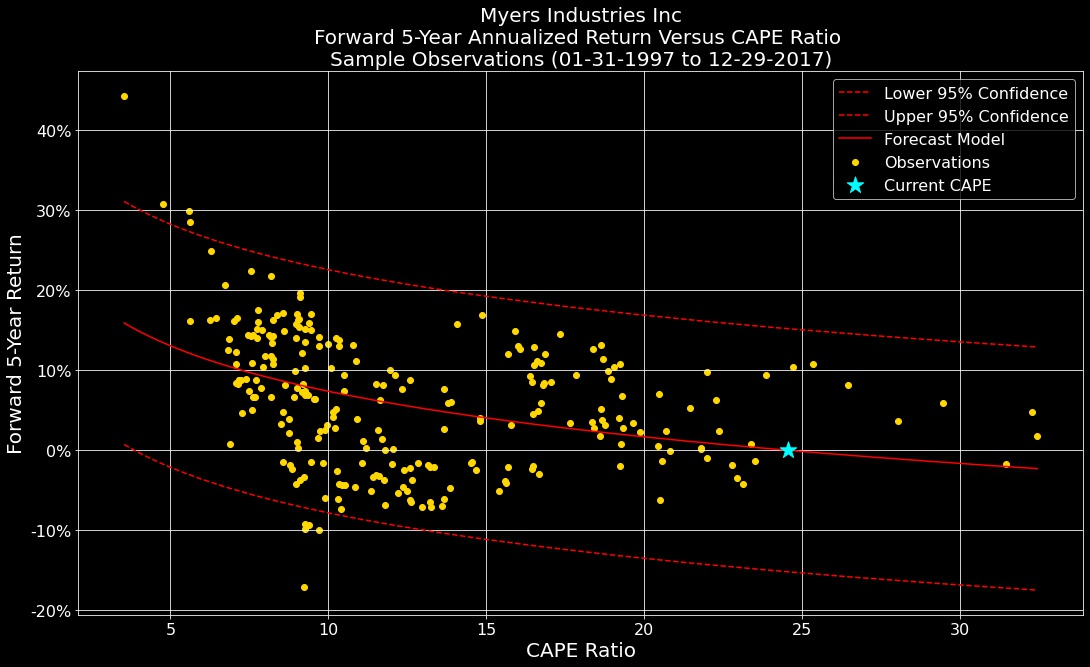 Myers Industries Inc
Forward 5-Year Annualized Return Versus CAPE Ratio
Sample Observations (01-31-1997 to 12-29-2017)
Lower 95% Confidence
Upper 95% Confidence
Forecast Model
Observations
Current CAPE
Forward 5-Year Return
40%
30%
20%
10%
0%
-10%
-20%
5
10
15
20
25
30
CAPE Ratio